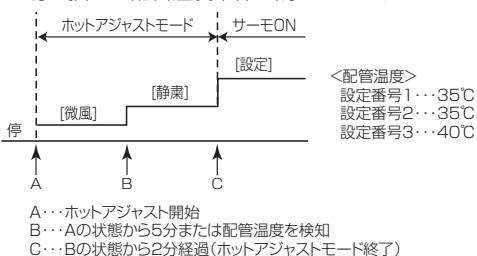 ホットアジャストモード
サーモON
[設定]
<配管温度>
設定番号1･･･35℃
設定番号2･･･35℃
設定番号3･･･40℃
[静粛]
[微風]
停
A
B
C
A･･･ホットアジャスト開始
B･･･Aの状態から5分または配管温度を検知
C･･･Bの状態から2分経過(ホットアジャストモード終了)